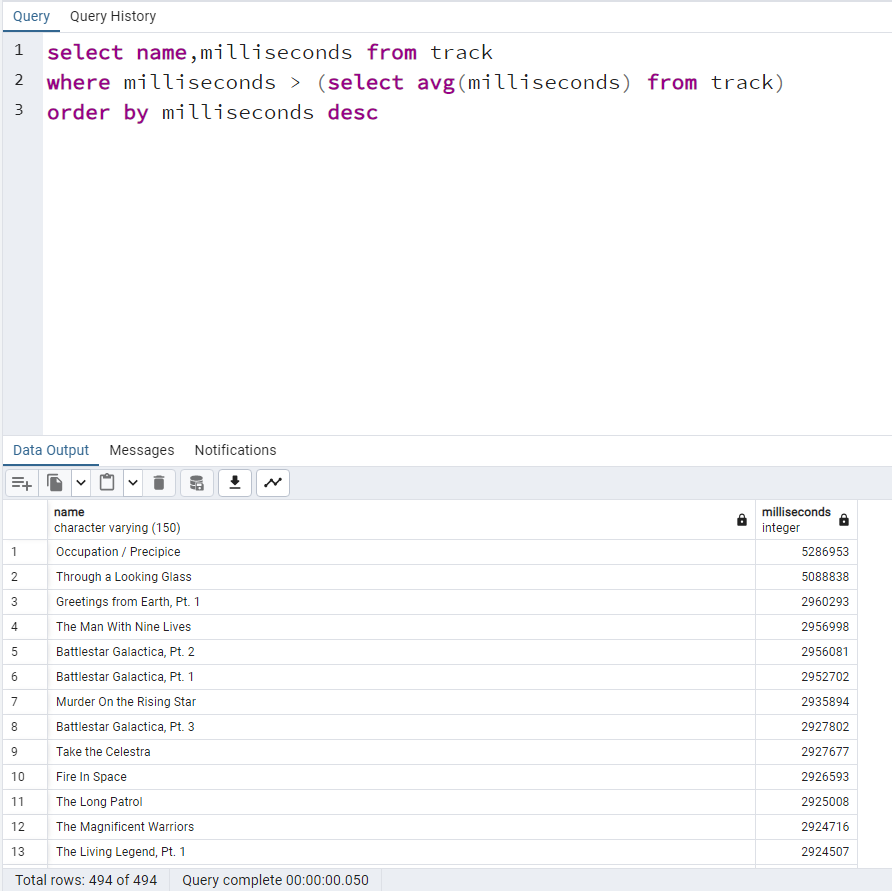 Query Query History
1 select name,milliseconds from track
2 where milliseconds > (select avg(milliseconds) from track)
3 order by milliseconds desc
Data Output Messages Notifications
name milliseconds
character varying (150) integer
1 Occupation / Precipice 5286953
2 Through a Looking Glass 5088838
3 Greetings from Earth, Pt. 1 2960293
4 The Man With Nine Lives 2956998
5 Battlestar Galactica, Pt. 2 2956081
6 Battlestar Galactica, Pt. 1 2952702
7 Murder On the Rising Star 2935894
8 Battlestar Galactica, Pt. 3 2927802
9 Take the Celestra 2927677
10 Fire In Space 2926593
11 The Long Patrol 2925008
12 The Magnificent Warriors 2924716
13 The Living Legend, Pt. 1 2924507
Total rows: 494 of 494 Query complete 00:00:00.050